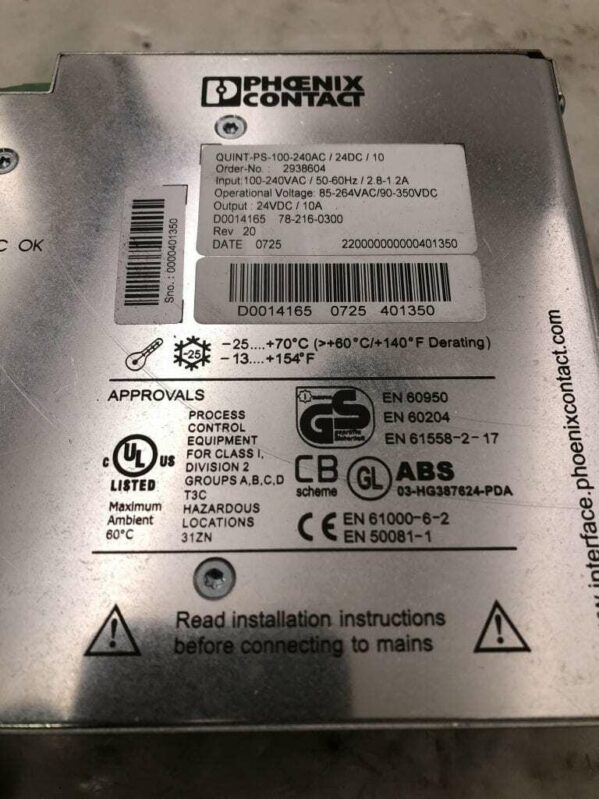 PHŒNIX
CONTACT
QUINT-PS-100-240AC / 24DC / 10
Order-No. : 2938604
Input:100-240VAC / 50-60Hz / 2.8-1.2A
Operational Voltage: 85-264VAC/90-350VDC
Output : 24VDC / 10A
D0014165 78-216-0300
Rev 20
DATE 0725 220000000000401350
Sno.: 0000401350
C OK
D0014165 0725 401350
-25
-25....+70°C (>+60°C/+140°F Derating)
-13....+154°F
APPROVALS
C UL US
LISTED
Maximum
Ambient
60°C
PROCESS
CONTROL
EQUIPMENT
FOR CLASS I,
DIVISION 2
GROUPS A,B,C,D
T3C
HAZARDOUS
LOCATIONS
31ZN
GS
geprüfte
Sicherheit
EN 60950
EN 60204
EN 61558-2-17
CB
scheme
GL
ABS
03-HG387624-PDA
CE
EN 61000-6-2
EN 50081-1
Read installation instructions
before connecting to mains
w.interface.phoenixcontact.com